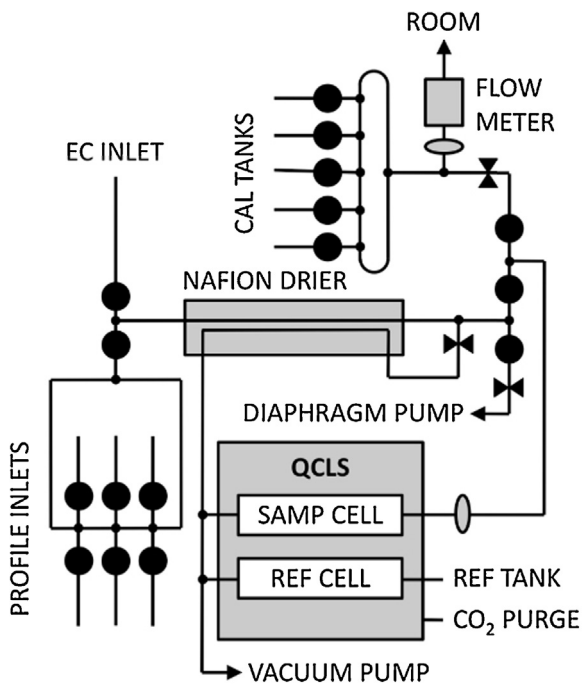 ROOM
FLOW
METER
EC INLET
CAL TANKS
NAFION DRIER
DIAPHRAGM PUMP
PROFILE INLETS
QCLS
SAMP CELL
REF CELL
REF TANK
CO₂ PURGE
VACUUM PUMP